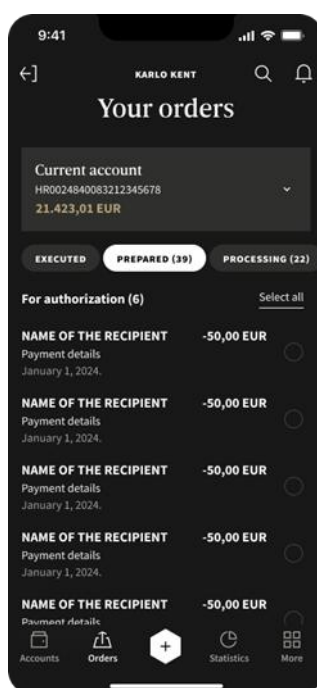 9:41
KARLO KENT
Your orders
Current account
HR0024840083212345678
21.423,01 EUR
EXECUTED PREPARED (39) PROCESSING (22)
For authorization (6) Select all
NAME OF THE RECIPIENT -50,00 EUR
Payment details
January 1, 2024.
NAME OF THE RECIPIENT -50,00 EUR
Payment details
January 1, 2024.
NAME OF THE RECIPIENT -50,00 EUR
Payment details
January 1, 2024.
NAME OF THE RECIPIENT -50,00 EUR
Payment details
January 1, 2024.
NAME OF THE RECIPIENT -50,00 EUR
Payment details
Accounts Orders Statistics More